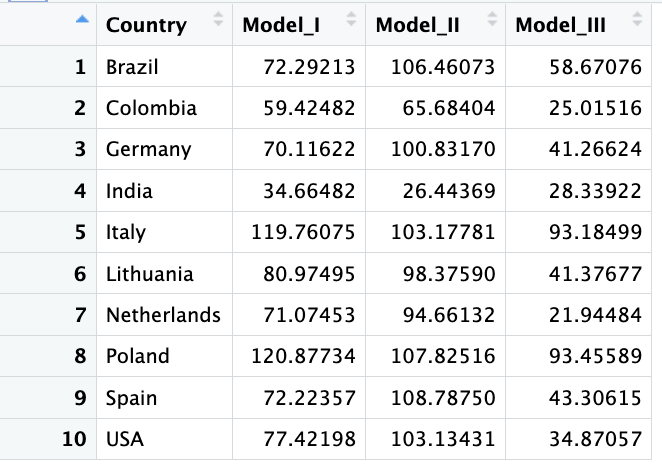 Country Model_I Model_II Model_III
1 Brazil 72.29213 106.46073 58.67076
2 Colombia 59.42482 65.68404 25.01516
3 Germany 70.11622 100.83170 41.26624
4 India 34.66482 26.44369 28.33922
5 Italy 119.76075 103.17781 93.18499
6 Lithuania 80.97495 98.37590 41.37677
7 Netherlands 71.07453 94.66132 21.94484
8 Poland 120.87734 107.82516 93.45589
9 Spain 72.22357 108.78750 43.30615
10 USA 77.42198 103.13431 34.87057